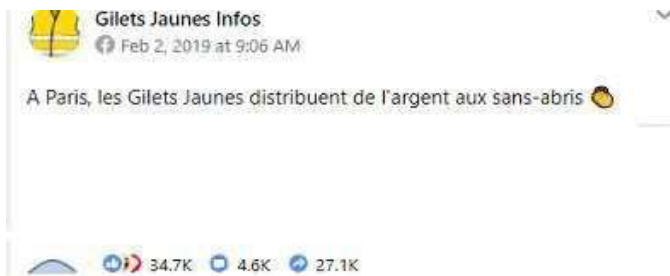 Gilets Jaunes Infos
Feb 2, 2019 at 9:06 AM
A Paris, les Gilets Jaunes distribuent de l'argent aux sans-abris
34.7K 4.6K 27.1K